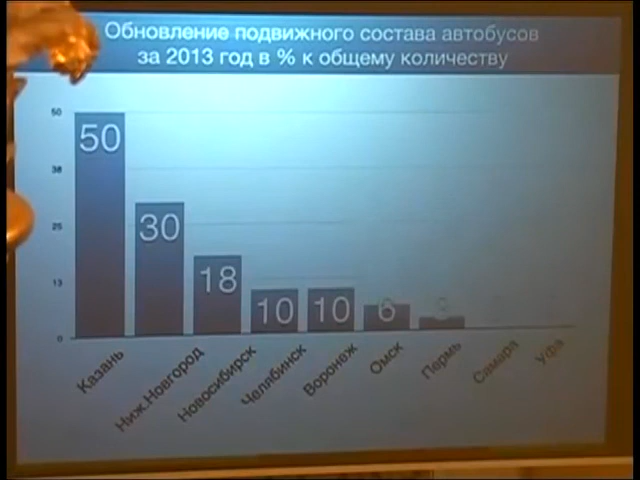 Обновление подвижного состава автобусов
за 2013 год в % к общему количеству
50
38
25
13
0
50
30
18
10
10
6
3
Казань
Ниж.Новгород
Новосибирск
Челябинск
Воронеж
Омск
Пермь
Самара
Уфа